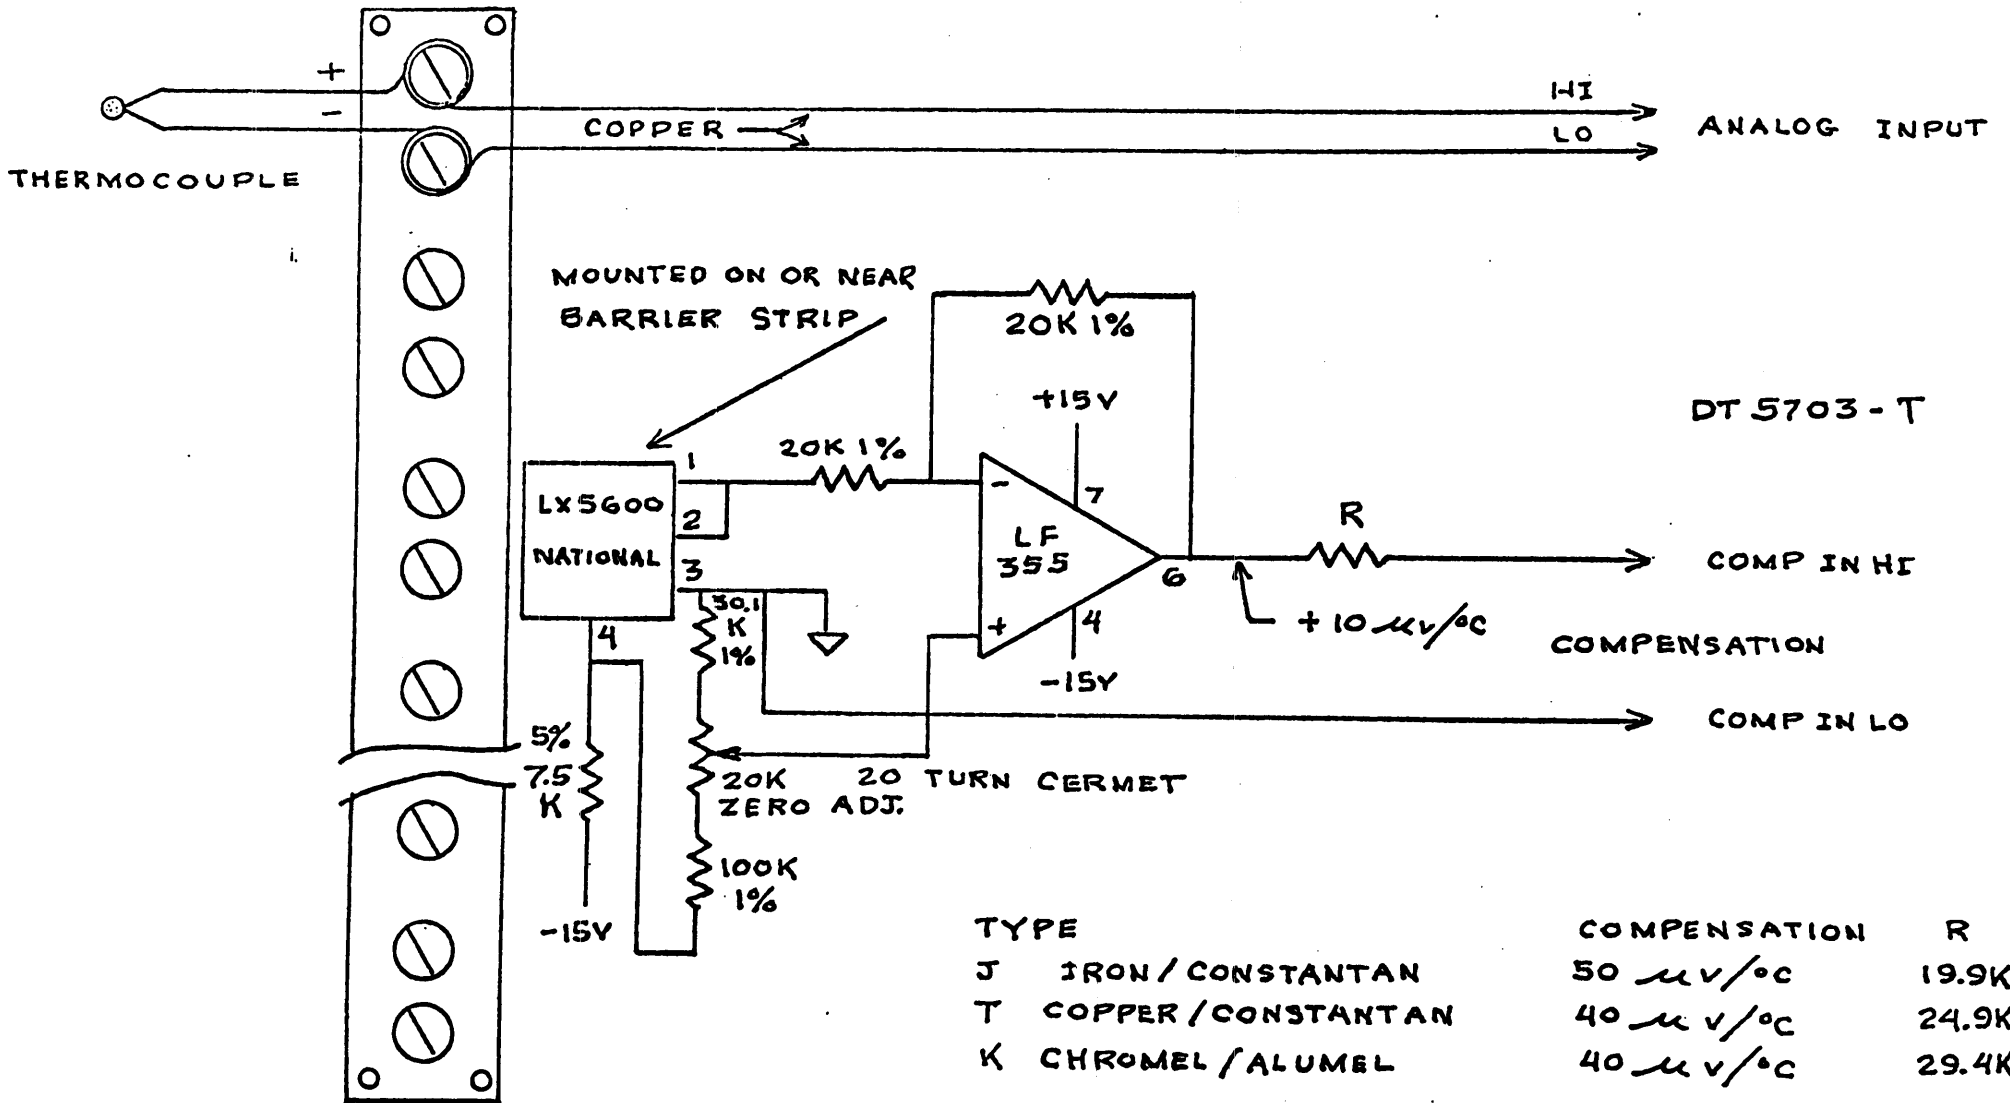 +
-
HI
LO
COPPER
ANALOG INPUT
THERMOCOUPLE
MOUNTED ON OR NEAR
BARRIER STRIP
20K 1%
+15V
DT 5703-T
20K 1%
1
LX5600
2
NATIONAL
3
4
-
7
LF
355
+
4
6
-15V
R
COMP IN HI
+10 μv/°C
COMPENSATION
COMP IN LO
30.1
K
1%
5%
7.5
K
-15V
20K 20 TURN CERMET
ZERO ADJ.
100K
1%
TYPE COMPENSATION R
J IRON/CONSTANTAN 50 μv/°C 19.9K
T COPPER/CONSTANTAN 40 μv/°C 24.9K
K CHROMEL/ALUMEL 40 μv/°C 29.4K